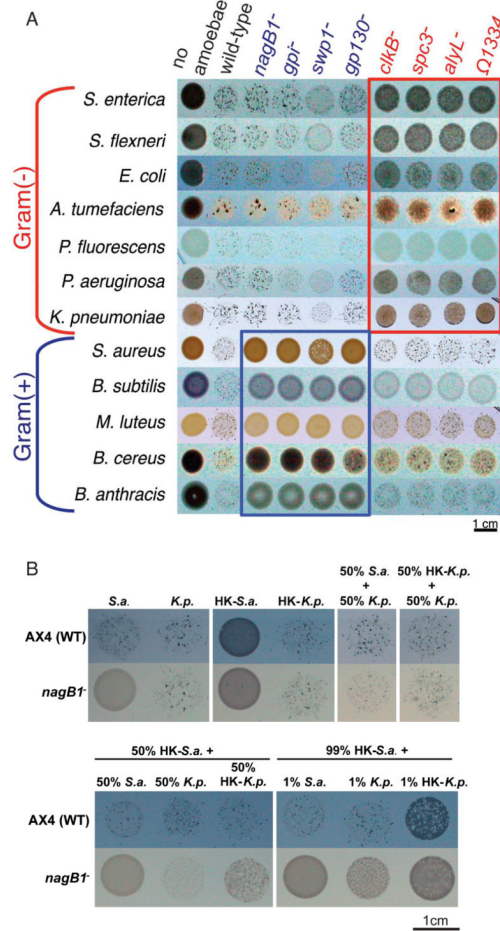 A
no amoebae
wild-type
nagB1-
gpi-
swp1-
gp130-
clkB-
spc3-
alyL-
Ω1334
Gram(-)
S. enterica
S. flexneri
E. coli
A. tumefaciens
P. fluorescens
P. aeruginosa
K. pneumoniae
Gram(+)
S. aureus
B. subtilis
M. luteus
B. cereus
B. anthracis
1 cm
B
S.a. K.p. HK-S.a. HK-K.p. 50% S.a. + 50% K.p. 50% HK-K.p. + 50% K.p.
AX4 (WT)
nagB1-
50% HK-S.a. + 99% HK-S.a. +
50% S.a. 50% K.p. 50% HK-K.p. 1% S.a. 1% K.p. 1% HK-K.p.
AX4 (WT)
nagB1-
1cm